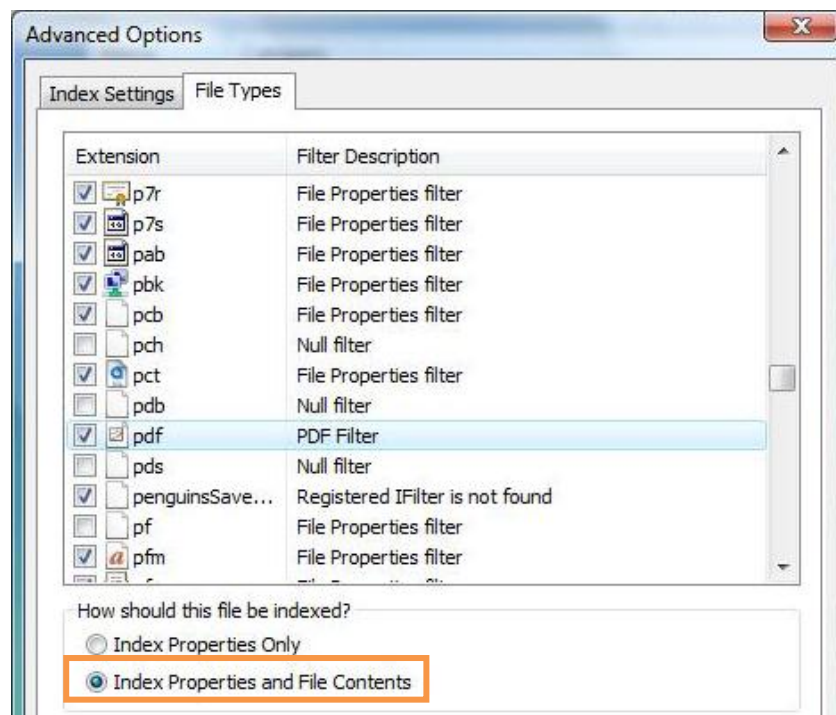 Advanced Options
Index Settings File Types
Extension Filter Description
p7r File Properties filter
p7s File Properties filter
pab File Properties filter
pbk File Properties filter
pcb File Properties filter
pch Null filter
pct File Properties filter
pdb Null filter
pdf PDF Filter
pds Null filter
penguinsSave... Registered IFilter is not found
pf File Properties filter
pfm File Properties filter
How should this file be indexed?
Index Properties Only
Index Properties and File Contents